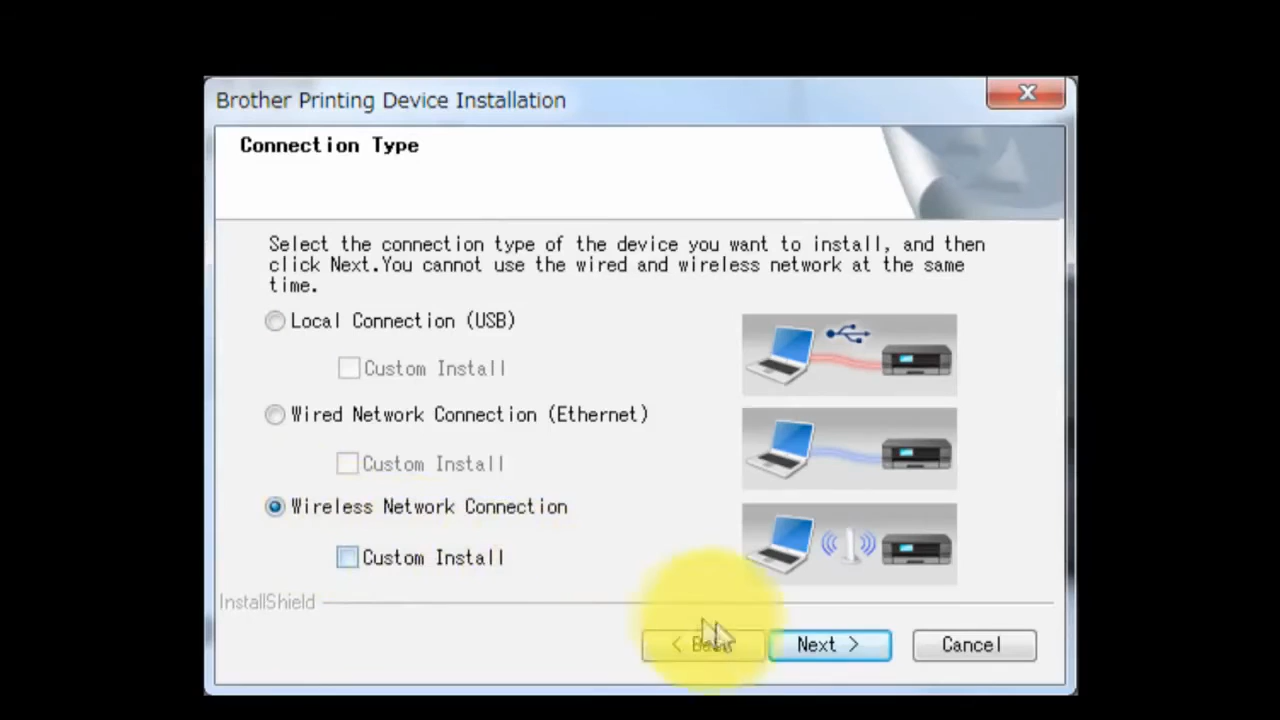 Brother Printing Device Installation
Connection Type
Select the connection type of the device you want to install, and then
click Next.You cannot use the wired and wireless network at the same
time.
Local Connection (USB)
Custom Install
Wired Network Connection (Ethernet)
Custom Install
Wireless Network Connection
Custom Install
InstallShield
< Back Next > Cancel